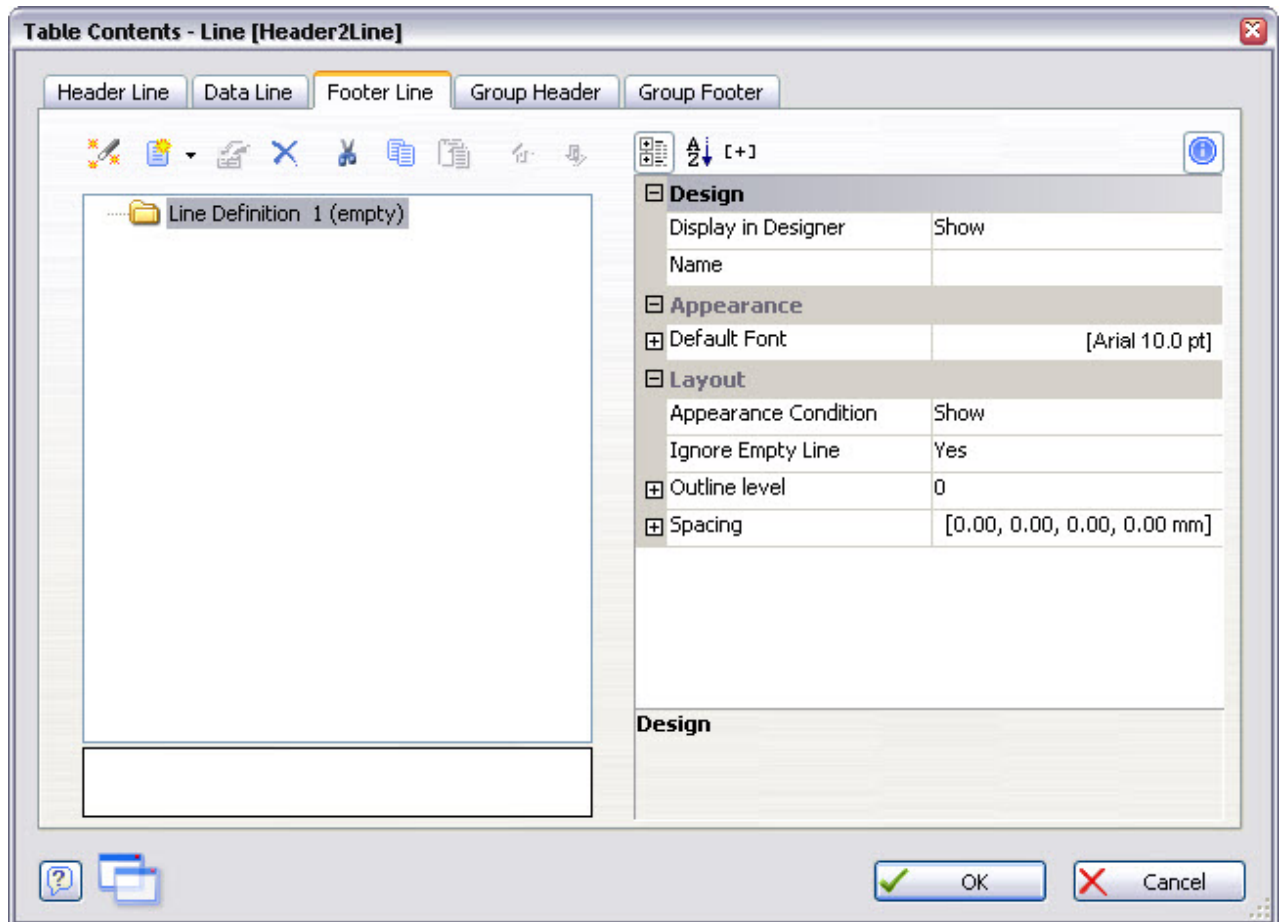 Table Contents - Line [Header2Line]
Header Line Data Line Footer Line Group Header Group Footer
A Z [+]
Line Definition 1 (empty)
Design
Display in Designer Show
Name
Appearance
Default Font [Arial 10.0 pt]
Layout
Appearance Condition Show
Ignore Empty Line Yes
Outline level 0
Spacing [0.00, 0.00, 0.00, 0.00 mm]
Design
OK Cancel